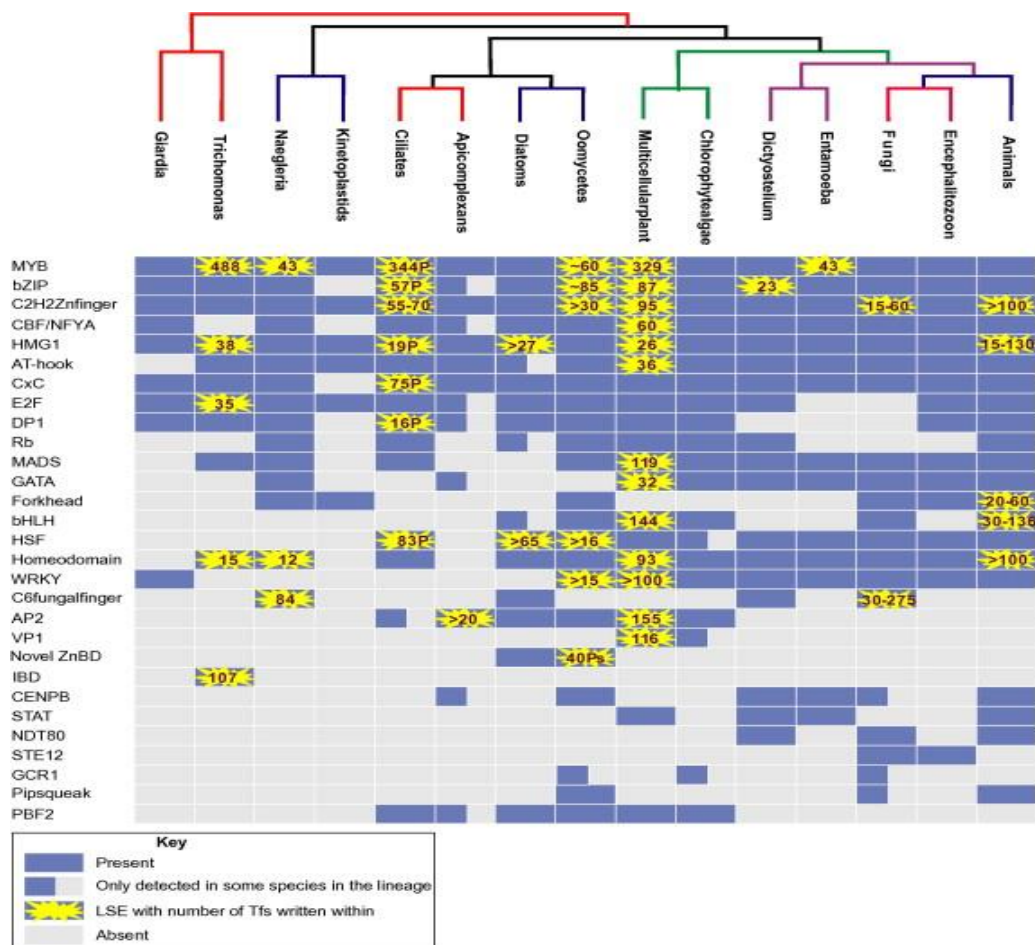 Giardia
Trichomonas
Naegleria
Kinetoplastids
Ciliates
Apicomplexans
Diatoms
Oomycetes
Multicellularplant
Chlorophytealgae
Dictyostelium
Entamoeba
Fungi
Encephalitozoon
Animals
MYB 488 43 344P ~60 329 43
bZIP 57P ~85 87 23
C2H2Znfinger 55-70 >30 95 15-60 >100
CBF/NFYA 60
HMG1 38 19P >27 26 15-130
AT-hook 36
CxC 75P
E2F 35
DP1 16P
Rb
MADS 119
GATA 32
Forkhead 20-60
bHLH 144 30-136
HSF 83P >65 >16
Homeodomain 15 12 93 >100
WRKY >15 >100
C6fungalfinger 84 30-275
AP2 >20 155
VP1 116
Novel ZnBD 40Ps
IBD 107
CENPB
STAT
NDT80
STE12
GCR1
Pipsqueak
PBF2
Key
Present
Only detected in some species in the lineage
LSE with number of Tfs written within
Absent